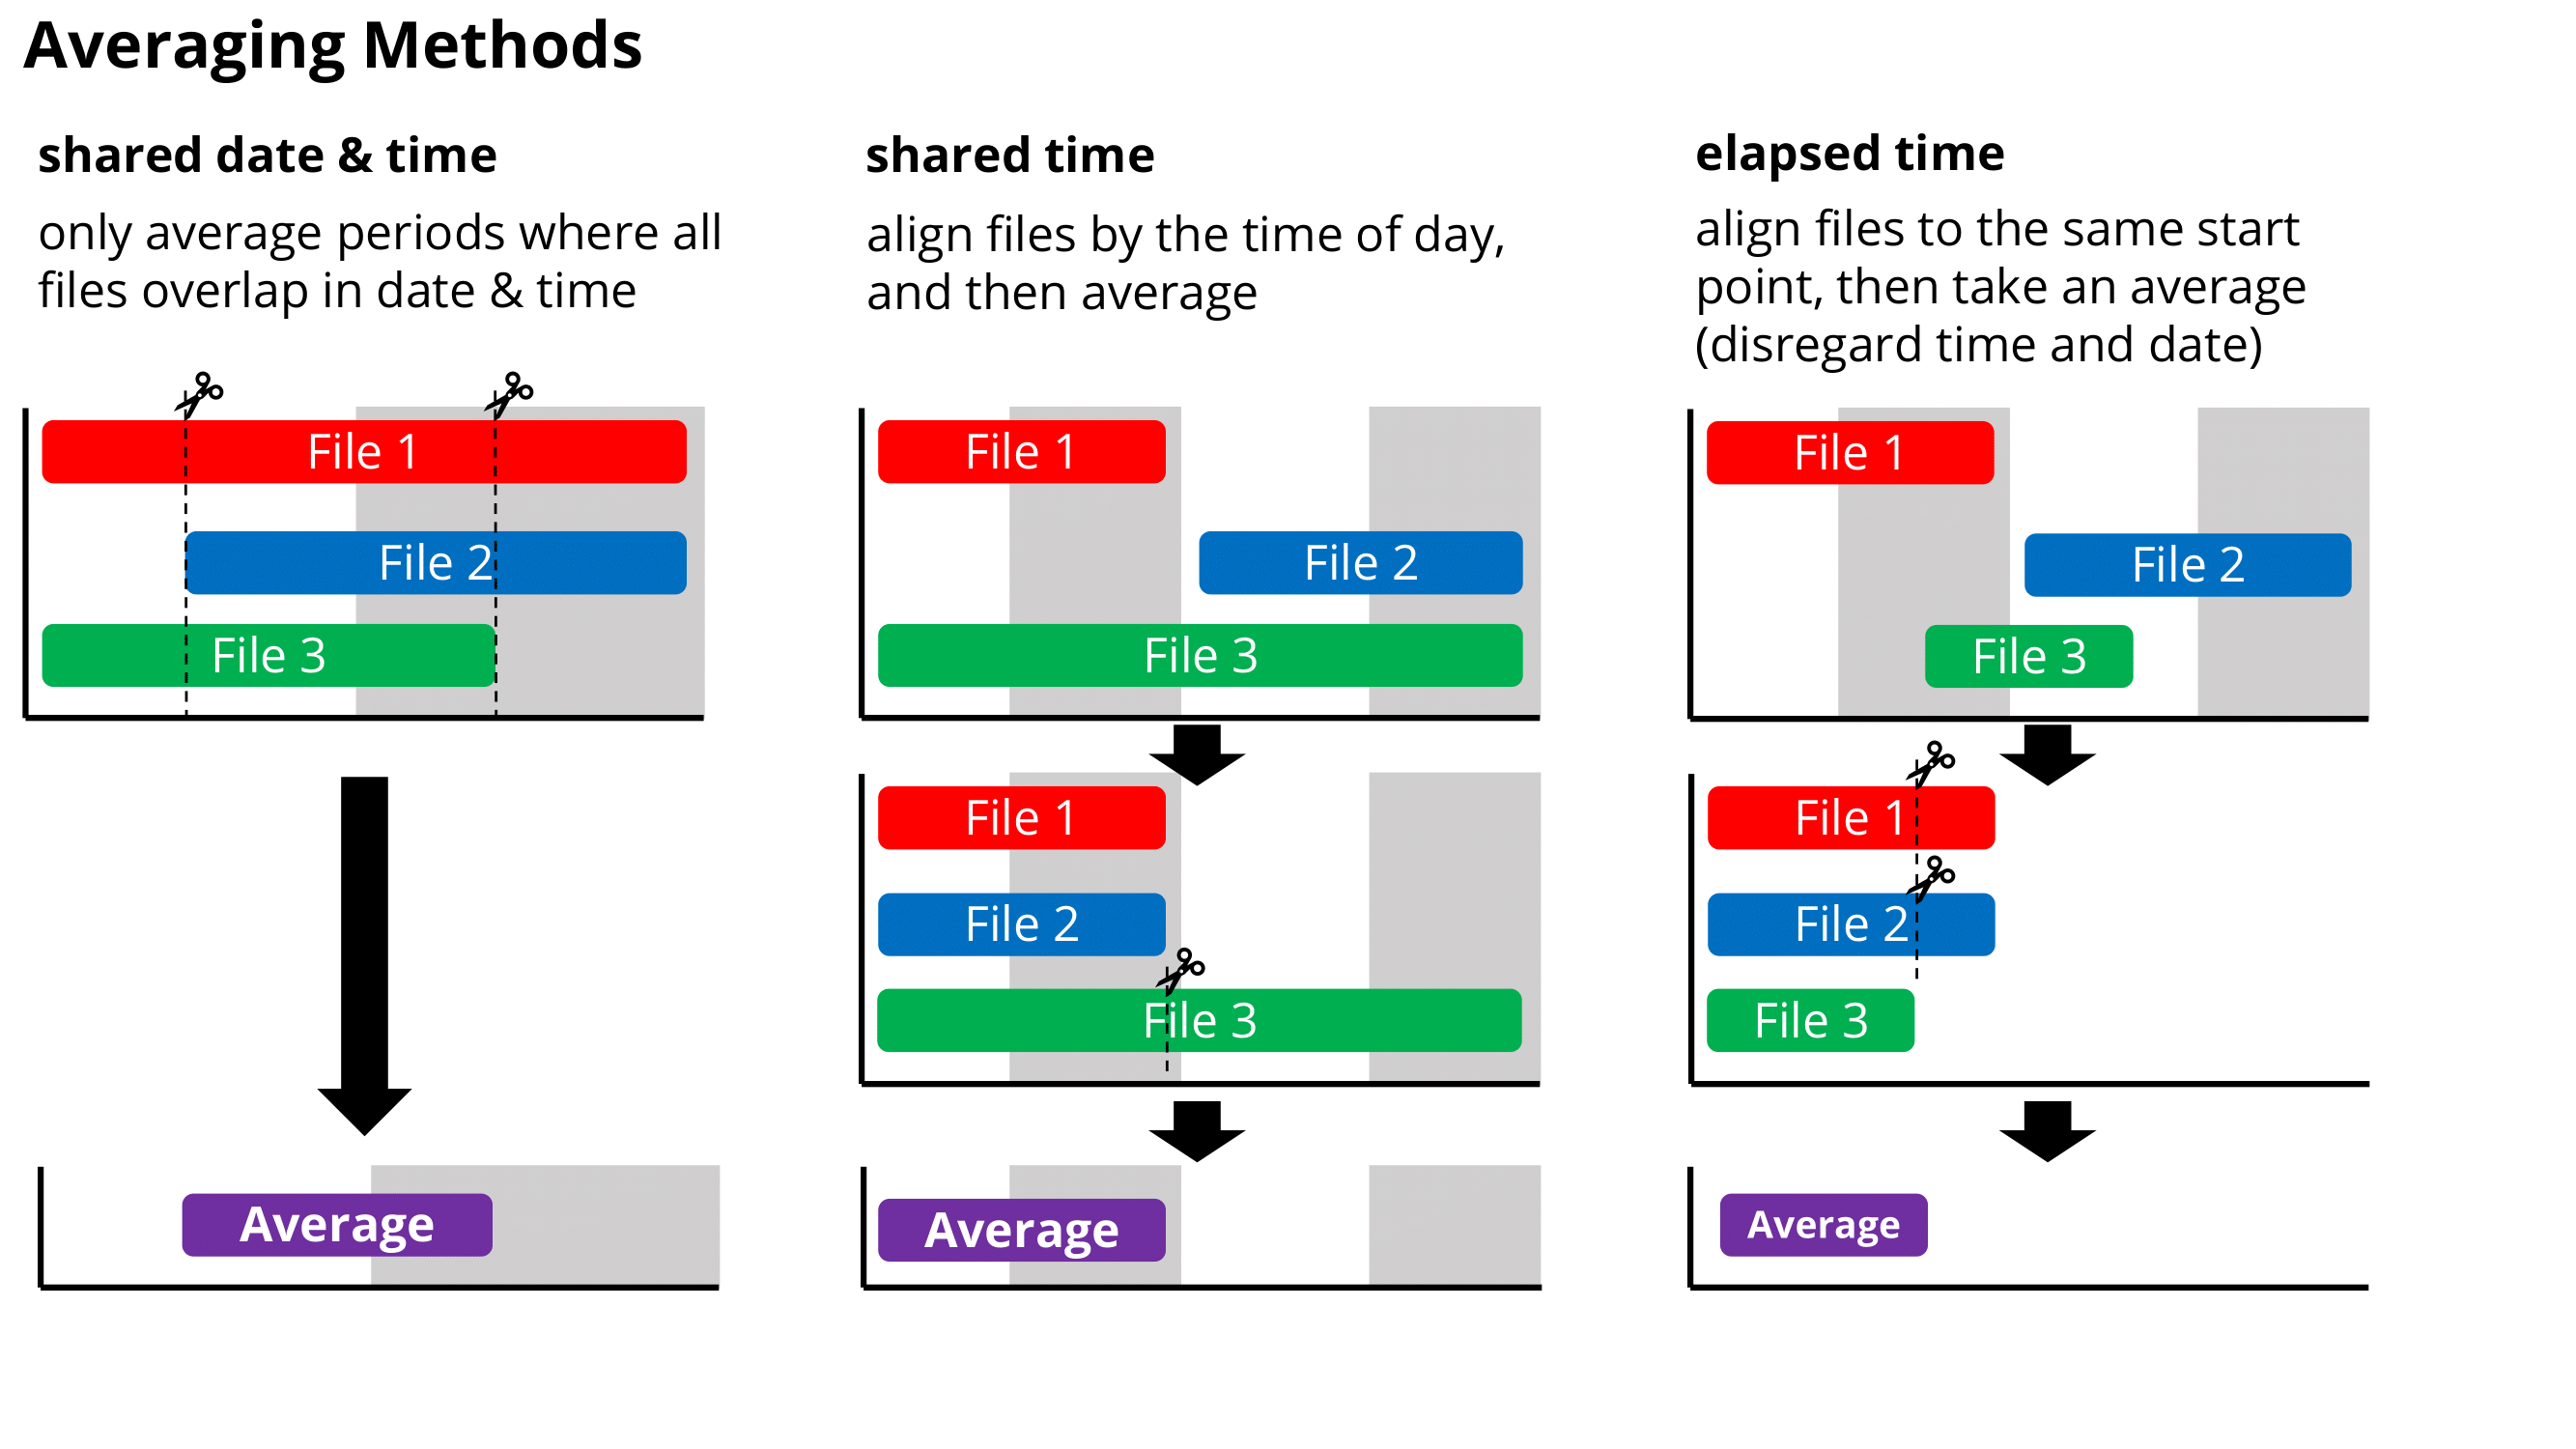 Averaging Methods
shared date & time
only average periods where all
files overlap in date & time
File 1
File 2
File 3
Average
shared time
align files by the time of day,
and then average
File 1
File 2
File 3
File 1
File 2
File 3
Average
elapsed time
align files to the same start
point, then take an average
(disregard time and date)
File 1
File 2
File 3
File 1
File 2
File 3
Average